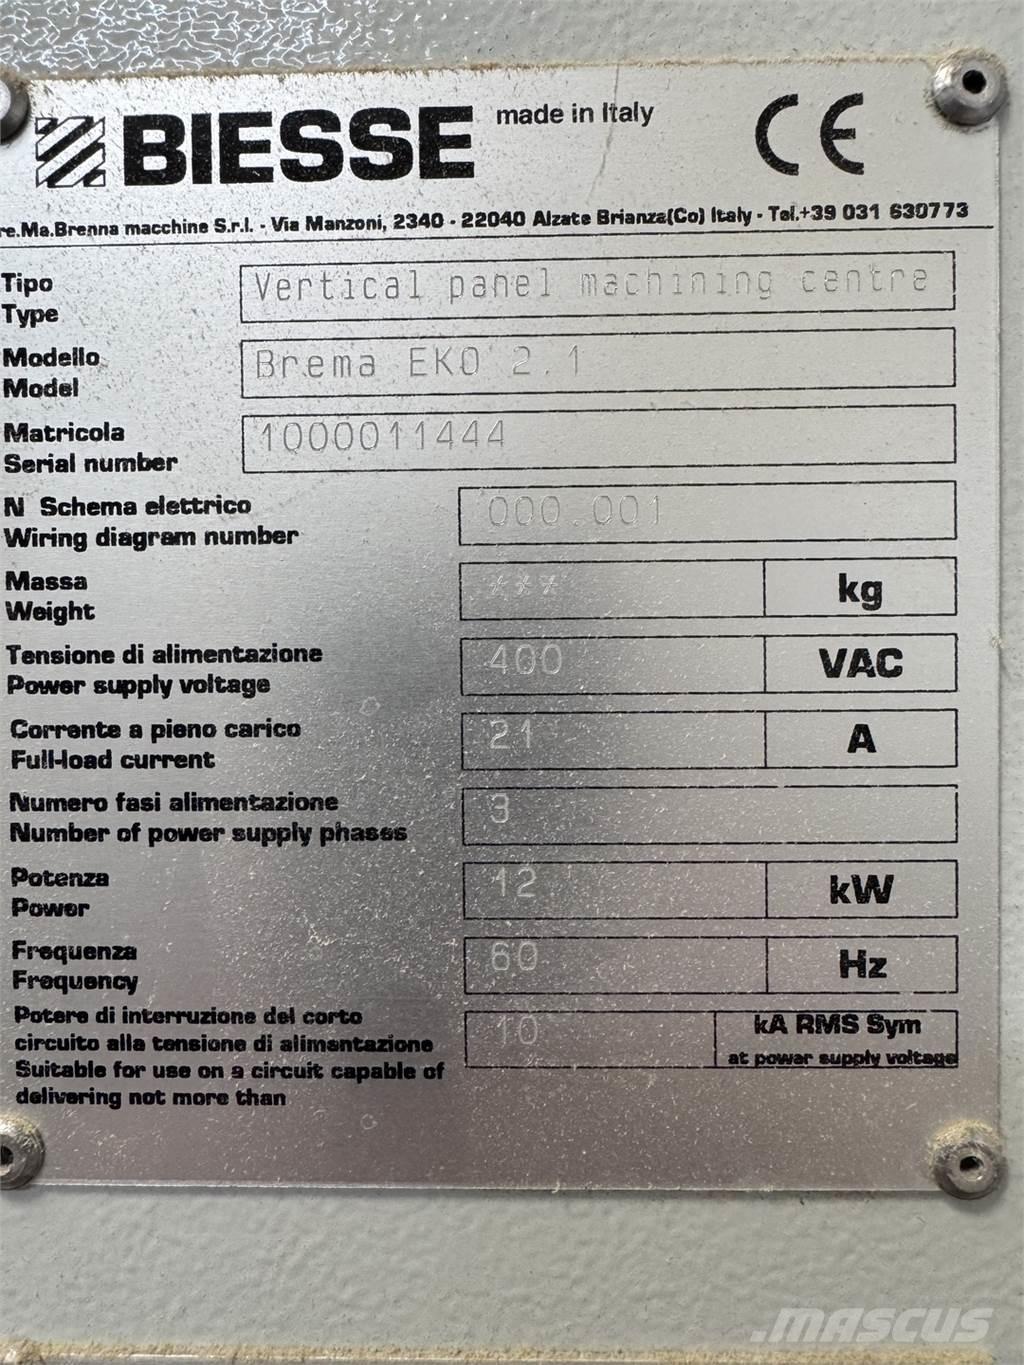 BIESSE made in Italy CE
re.Ma.Brenna macchine S.r.l. - Via Manzoni, 2340 - 22040 Alzate Brianza(Co) Italy - Tel.+39 031 630773
Tipo
Type
Vertical panel machining centre
Modello
Model
Brema EKO 2.1
Matricola
Serial number
1000011444
N Schema elettrico
Wiring diagram number
000.001
Massa
Weight
*** kg
Tensione di alimentazione
Power supply voltage
400 VAC
Corrente a pieno carico
Full-load current
21 A
Numero fasi alimentazione
Number of power supply phases
3
Potenza
Power
12 kW
Frequenza
Frequency
60 Hz
Potere di interruzione del corto
circuito alla tensione di alimentazione
Suitable for use on a circuit capable of
delivering not more than
10 kA RMS Sym
at power supply voltage
.MASCUS